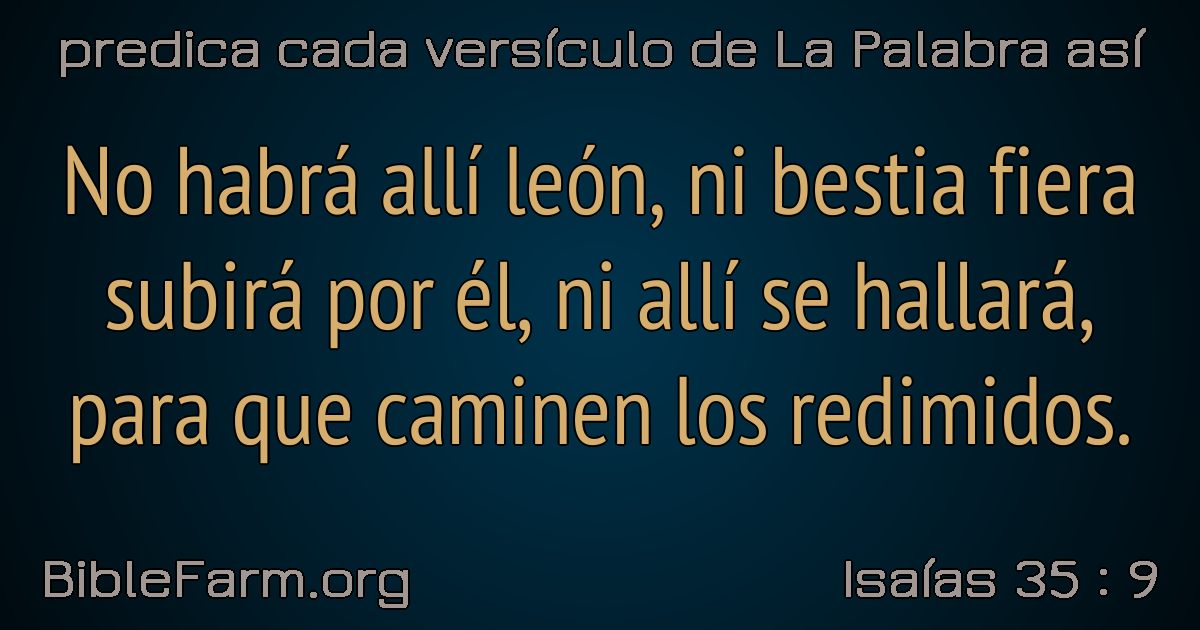 predica cada versículo de La Palabra así
No habrá allí león, ni bestia fiera
subirá por él, ni allí se hallará,
para que caminen los redimidos.
BibleFarm.org
Isaías 35 : 9